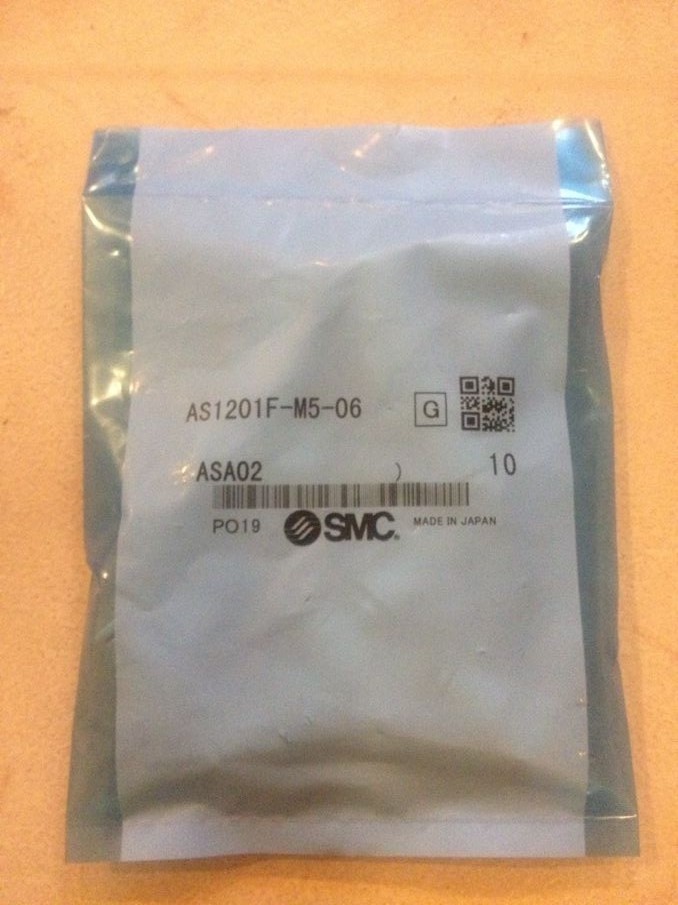 AS1201F-M5-06 G
ASA02 ) 10
PO19 SMC MADE IN JAPAN